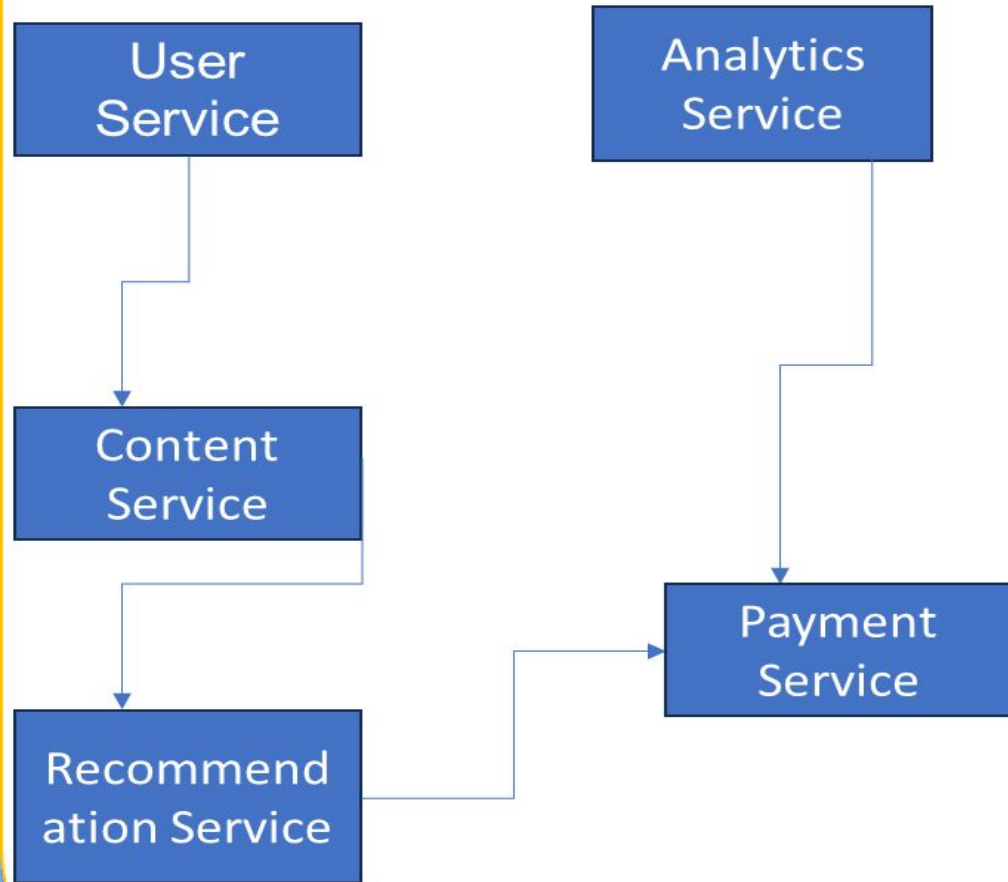 User
Service
Analytics
Service
Content
Service
Payment
Service
Recommend
ation Service